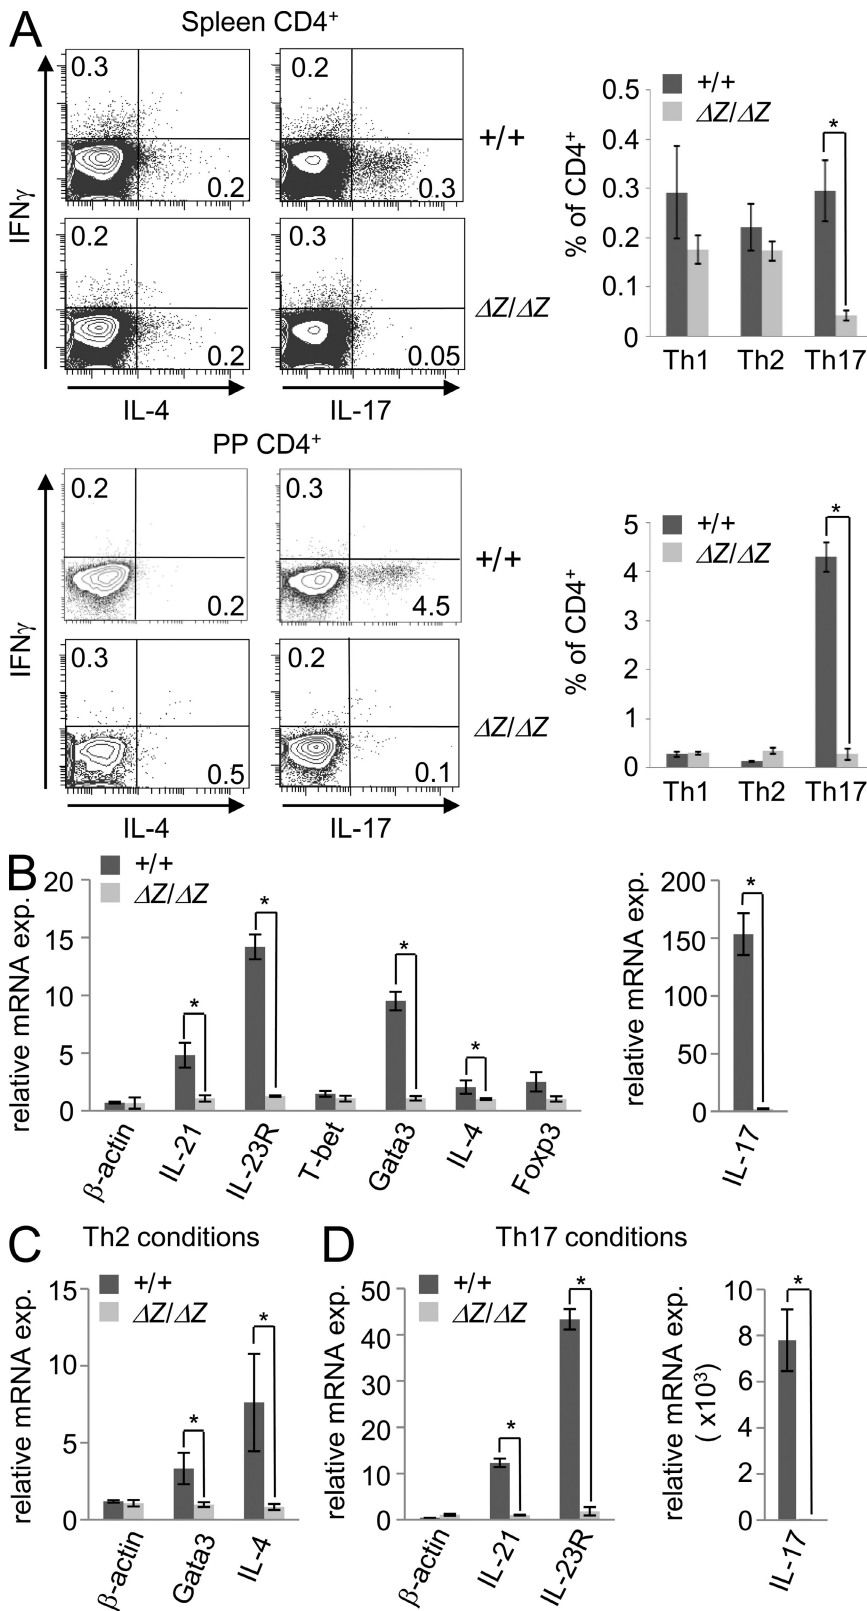 A
Spleen CD4⁺
0.3
0.2
0.2
0.3
+/+
IFNγ
0.2
0.2
0.3
0.05
ΔZ/ΔZ
IL-4
IL-17
+/+
ΔZ/ΔZ
*
% of CD4⁺
0.5
0.4
0.3
0.2
0.1
0
Th1
Th2
Th17
PP CD4⁺
0.2
0.2
0.3
4.5
+/+
IFNγ
0.3
0.5
0.2
0.1
ΔZ/ΔZ
IL-4
IL-17
+/+
ΔZ/ΔZ
*
% of CD4⁺
5
4
3
2
1
0
Th1
Th2
Th17
B
+/+
ΔZ/ΔZ
relative mRNA exp.
20
15
10
5
0
*
*
*
*
β-actin
IL-21
IL-23R
T-bet
Gata3
IL-4
Foxp3
relative mRNA exp.
200
150
100
50
0
*
IL-17
C
Th2 conditions
+/+
ΔZ/ΔZ
relative mRNA exp.
15
10
5
0
*
*
β-actin
Gata3
IL-4
D
Th17 conditions
+/+
ΔZ/ΔZ
relative mRNA exp.
50
40
30
20
10
0
*
*
β-actin
IL-21
IL-23R
relative mRNA exp.
( x10³)
10
8
6
4
2
0
*
IL-17